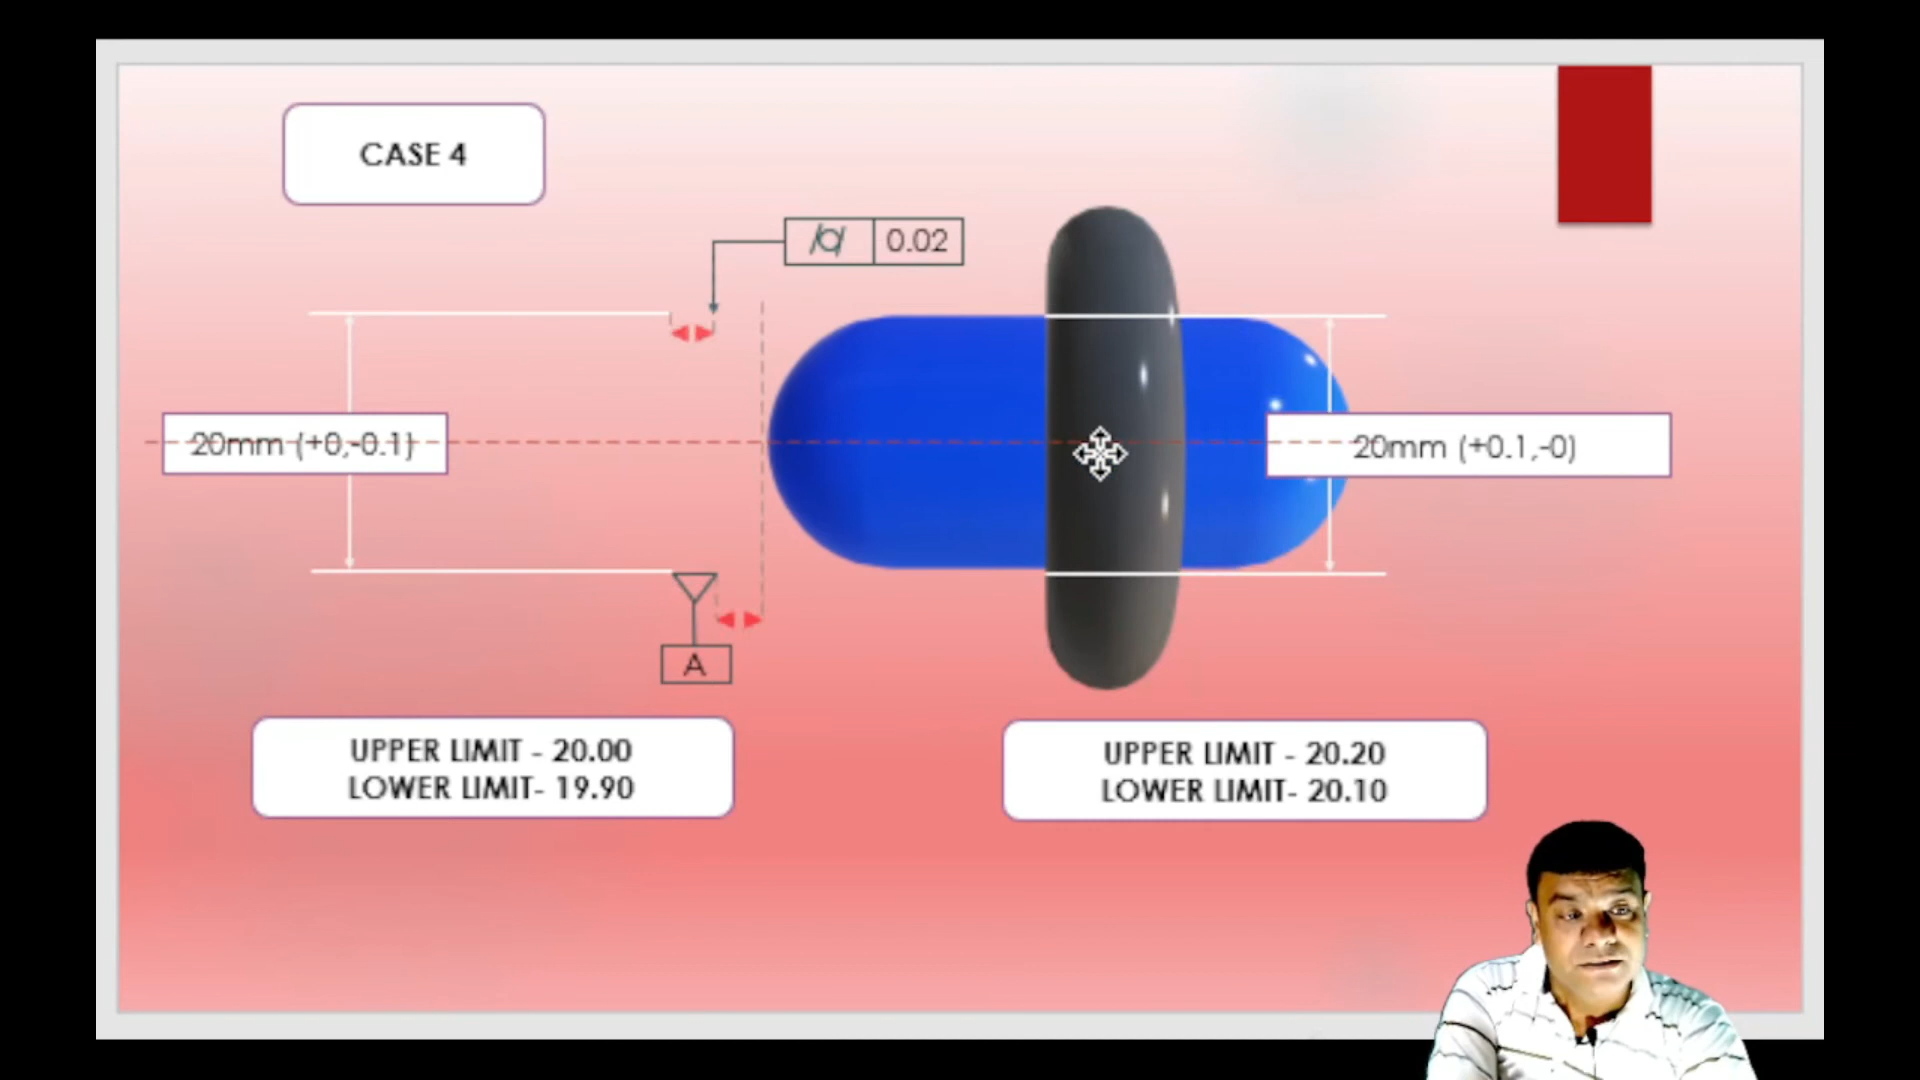 CASE 4
0.02
20mm (+0,-0.1)
20mm (+0.1,-0)
A
UPPER LIMIT - 20.00
LOWER LIMIT- 19.90
UPPER LIMIT - 20.20
LOWER LIMIT- 20.10